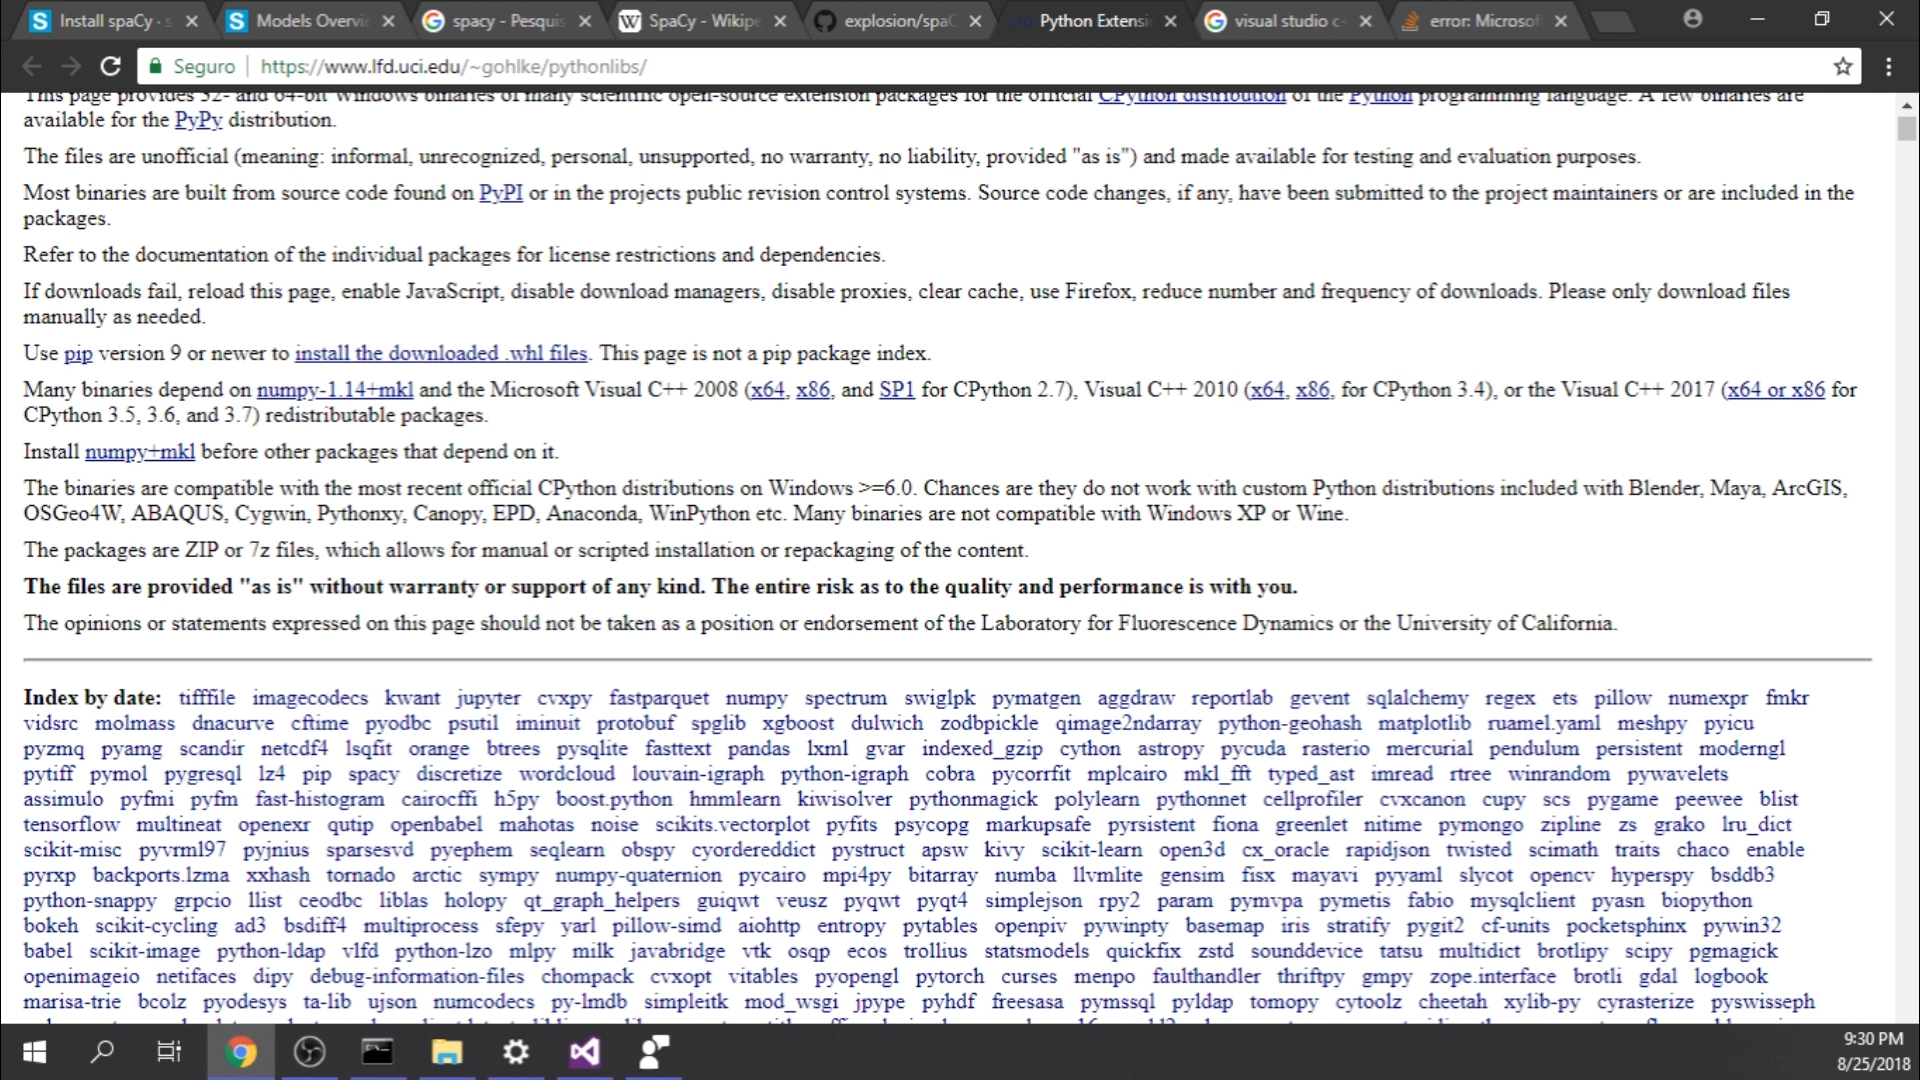 Install spaCy · s
Models Overvie
spacy - Pesquis
SpaCy - Wikipe
explosion/spaC
Python Extensi
visual studio c
error: Microsof
Seguro
https://www.lfd.uci.edu/~gohlke/pythonlibs/
This page provides 32- and 64-bit Windows binaries of many scientific open-source extension packages for the official CPython distribution of the Python programming language. A few binaries are
available for the PyPy distribution.
The files are unofficial (meaning: informal, unrecognized, personal, unsupported, no warranty, no liability, provided "as is") and made available for testing and evaluation purposes.
Most binaries are built from source code found on PyPI or in the projects public revision control systems. Source code changes, if any, have been submitted to the project maintainers or are included in the
packages.
Refer to the documentation of the individual packages for license restrictions and dependencies.
If downloads fail, reload this page, enable JavaScript, disable download managers, disable proxies, clear cache, use Firefox, reduce number and frequency of downloads. Please only download files
manually as needed.
Use pip version 9 or newer to install the downloaded .whl files. This page is not a pip package index.
Many binaries depend on numpy-1.14+mkl and the Microsoft Visual C++ 2008 (x64, x86, and SP1 for CPython 2.7), Visual C++ 2010 (x64, x86, for CPython 3.4), or the Visual C++ 2017 (x64 or x86 for
CPython 3.5, 3.6, and 3.7) redistributable packages.
Install numpy+mkl before other packages that depend on it.
The binaries are compatible with the most recent official CPython distributions on Windows >=6.0. Chances are they do not work with custom Python distributions included with Blender, Maya, ArcGIS,
OSGeo4W, ABAQUS, Cygwin, Pythonxy, Canopy, EPD, Anaconda, WinPython etc. Many binaries are not compatible with Windows XP or Wine.
The packages are ZIP or 7z files, which allows for manual or scripted installation or repackaging of the content.
The files are provided "as is" without warranty or support of any kind. The entire risk as to the quality and performance is with you.
The opinions or statements expressed on this page should not be taken as a position or endorsement of the Laboratory for Fluorescence Dynamics or the University of California.
Index by date: tifffile imagecodecs kwant jupyter cvxpy fastparquet numpy spectrum swiglpk pymatgen aggdraw reportlab gevent sqlalchemy regex ets pillow numexpr fmkr
vidsrc molmass dnacurve cftime pyodbc psutil iminuit protobuf spglib xgboost dulwich zodbpickle qimage2ndarray python-geohash matplotlib ruamel.yaml meshpy pyicu
pyzmq pyamg scandir netcdf4 lsqfit orange btrees pysqlite fasttext pandas lxml gvar indexed_gzip cython astropy pycuda rasterio mercurial pendulum persistent moderngl
pytiff pymol pygresql lz4 pip spacy discretize wordcloud louvain-igraph python-igraph cobra pycorrfit mplcairo mkl_fft typed_ast imread rtree winrandom pywavelets
assimulo pyfmi pyfm fast-histogram cairocffi h5py boost.python hmmlearn kiwisolver pythonmagick polylearn pythonnet cellprofiler cvxcanon cupy scs pygame peewee blist
tensorflow multineat openexr qutip openbabel mahotas noise scikits.vectorplot pyfits psycopg markupsafe pyrsistent fiona greenlet nitime pymongo zipline zs grako lru_dict
scikit-misc pyvrml97 pyjnius sparsesvd pyephem seqlearn obspy cyordereddict pystruct apsw kivy scikit-learn open3d cx_oracle rapidjson twisted scimath traits chaco enable
pyrxp backports.lzma xxhash tornado arctic sympy numpy-quaternion pycairo mpi4py bitarray numba llvmlite gensim fisx mayavi pyyaml slycot opencv hyperspy bsddb3
python-snappy grpcio llist ceodbc liblas holopy qt_graph_helpers guiqwt veusz pyqwt pyqt4 simplejson rpy2 param pymvpa pymetis fabio mysqlclient pyasn biopython
bokeh scikit-cycling ad3 bsdiff4 multiprocess sfepy yarl pillow-simd aiohttp entropy pytables openpiv pywinpty basemap iris stratify pygit2 cf-units pocketsphinx pywin32
babel scikit-image python-ldap vlfd python-lzo mlpy milk javabridge vtk osqp ecos trollius statsmodels quickfix zstd sounddevice tatsu multidict brotlipy scipy pgmagick
openimageio netifaces dipy debug-information-files chompack cvxopt vitables pyopengl pytorch curses menpo faulthandler thriftpy gmpy zope.interface brotli gdal logbook
marisa-trie bcolz pyodesys ta-lib ujson numcodecs py-lmdb simpleitk mod_wsgi jpype pyhdf freesasa pymssql pyldap tomopy cytoolz cheetah xylib-py cyrasterize pyswisseph
9:30 PM
8/25/2018